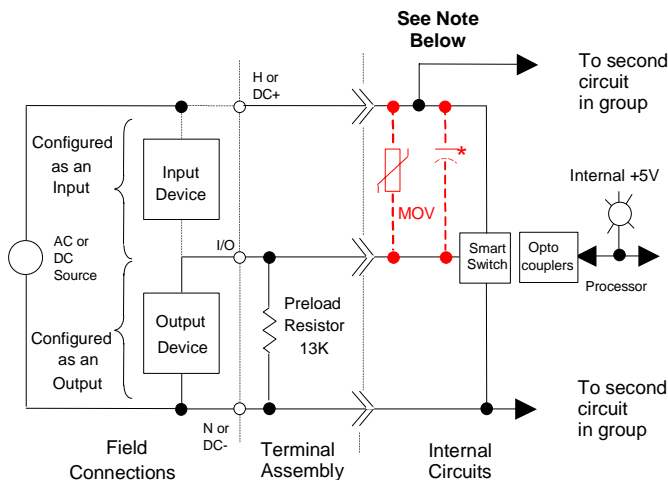 See Note
Below
To second
circuit
in group
H or
DC+
Configured
as an
Input
Input
Device
*
MOV
Internal +5V
I/O
AC or
DC
Source
Smart
Switch
Opto
couplers
Processor
Preload
Resistor
13K
Output
Device
Configured
as an
Output
To second
circuit
in group
N or
DC-
Field
Connections
Terminal
Assembly
Internal
Circuits